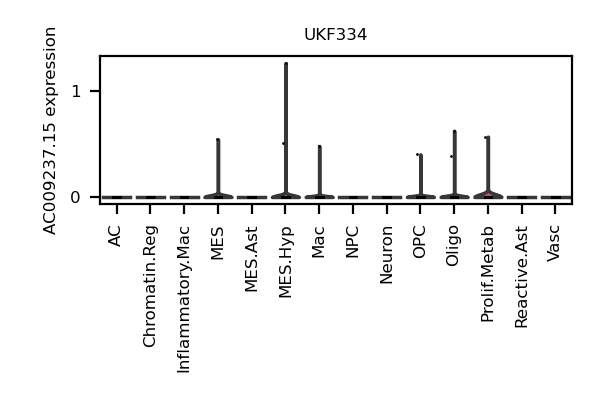 UKF334
AC009237.15 expression
1
0
AC
Chromatin.Reg
Inflammatory.Mac
MES
MES.Ast
MES.Hyp
Mac
NPC
Neuron
OPC
Oligo
Prolif.Metab
Reactive.Ast
Vasc